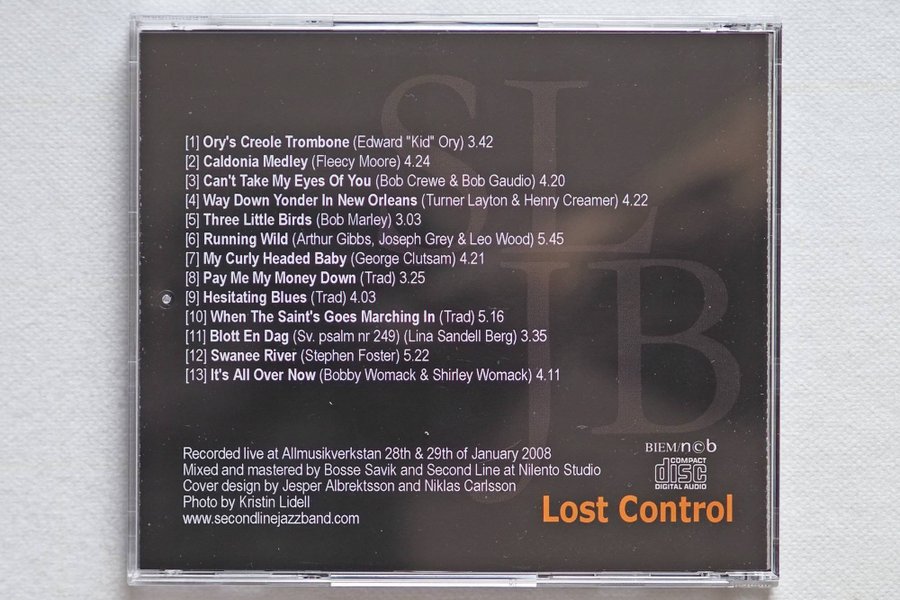 SL
JB
[1] Ory's Creole Trombone (Edward "Kid" Ory) 3.42
[2] Caldonia Medley (Fleecy Moore) 4.24
[3] Can't Take My Eyes Of You (Bob Crewe & Bob Gaudio) 4.20
[4] Way Down Yonder In New Orleans (Turner Layton & Henry Creamer) 4.22
[5] Three Little Birds (Bob Marley) 3.03
[6] Running Wild (Arthur Gibbs, Joseph Grey & Leo Wood) 5.45
[7] My Curly Headed Baby (George Clutsam) 4.21
[8] Pay Me My Money Down (Trad) 3.25
[9] Hesitating Blues (Trad) 4.03
[10] When The Saint's Goes Marching In (Trad) 5.16
[11] Blott En Dag (Sv. psalm nr 249) (Lina Sandell Berg) 3.35
[12] Swanee River (Stephen Foster) 5.22
[13] It's All Over Now (Bobby Womack & Shirley Womack) 4.11
Recorded live at Allmusikverkstan 28th & 29th of January 2008
Mixed and mastered by Bosse Savik and Second Line at Nilento Studio
Cover design by Jesper Albrektsson and Niklas Carlsson
Photo by Kristin Lidell
www.secondlinejazzband.com
BIEM/n©b
COMPACT
disc
DIGITAL AUDIO
Lost Control